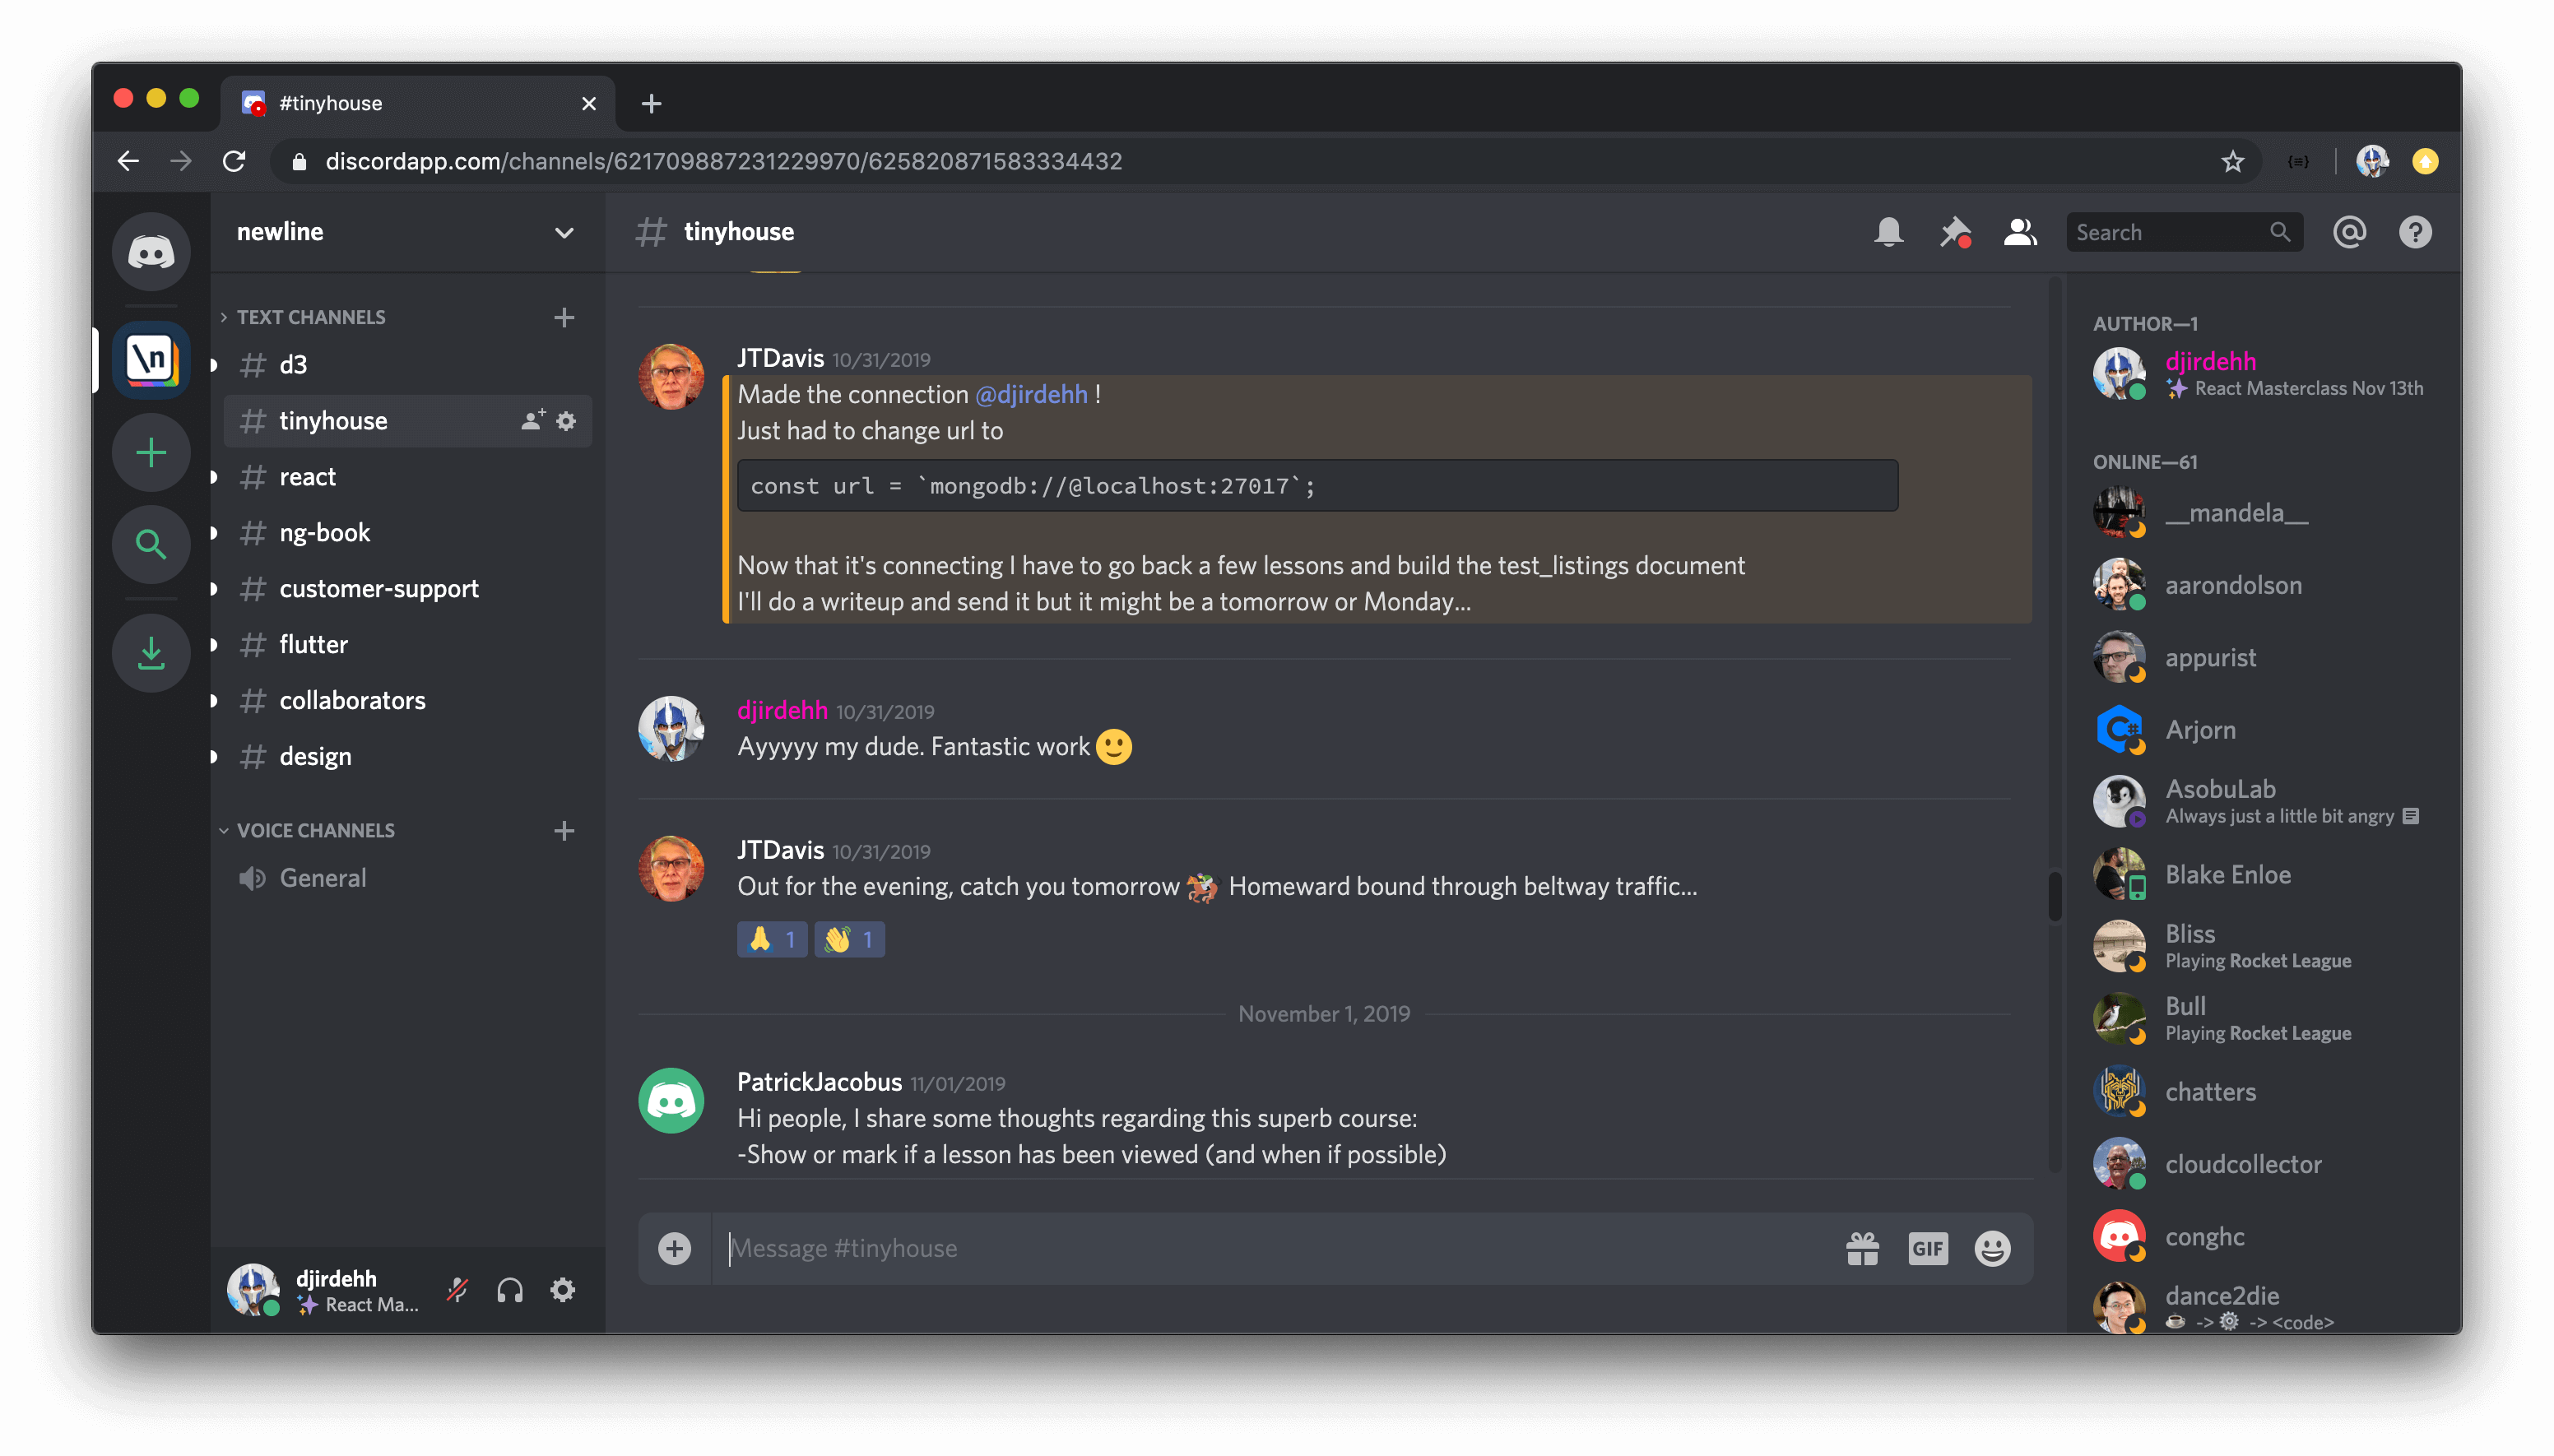 #tinyhouse
discordapp.com/channels/621709887231229970/625820871583334432
newline
\n
TEXT CHANNELS
# d3
# tinyhouse
# react
# ng-book
# customer-support
# flutter
# collaborators
# design
VOICE CHANNELS
General
djirdehh
React Ma...
# tinyhouse
Search
JTDavis 10/31/2019
Made the connection @djirdehh !
Just had to change url to
const url = `mongodb://@localhost:27017`;
Now that it's connecting I have to go back a few lessons and build the test_listings document
I'll do a writeup and send it but it might be a tomorrow or Monday...
djirdehh 10/31/2019
Ayyyyy my dude. Fantastic work 🙂
JTDavis 10/31/2019
Out for the evening, catch you tomorrow 🏇 Homeward bound through beltway traffic...
🙏 1 👋 1
November 1, 2019
PatrickJacobus 11/01/2019
Hi people, I share some thoughts regarding this superb course:
-Show or mark if a lesson has been viewed (and when if possible)
Message #tinyhouse
GIF
AUTHOR—1
djirdehh
✨ React Masterclass Nov 13th
ONLINE—61
__mandela__
aarondolson
appurist
Arjorn
AsobuLab
Always just a little bit angry
Blake Enloe
Bliss
Playing Rocket League
Bull
Playing Rocket League
chatters
cloudcollector
conghc
dance2die
☕ -> ⚙ -> <code>